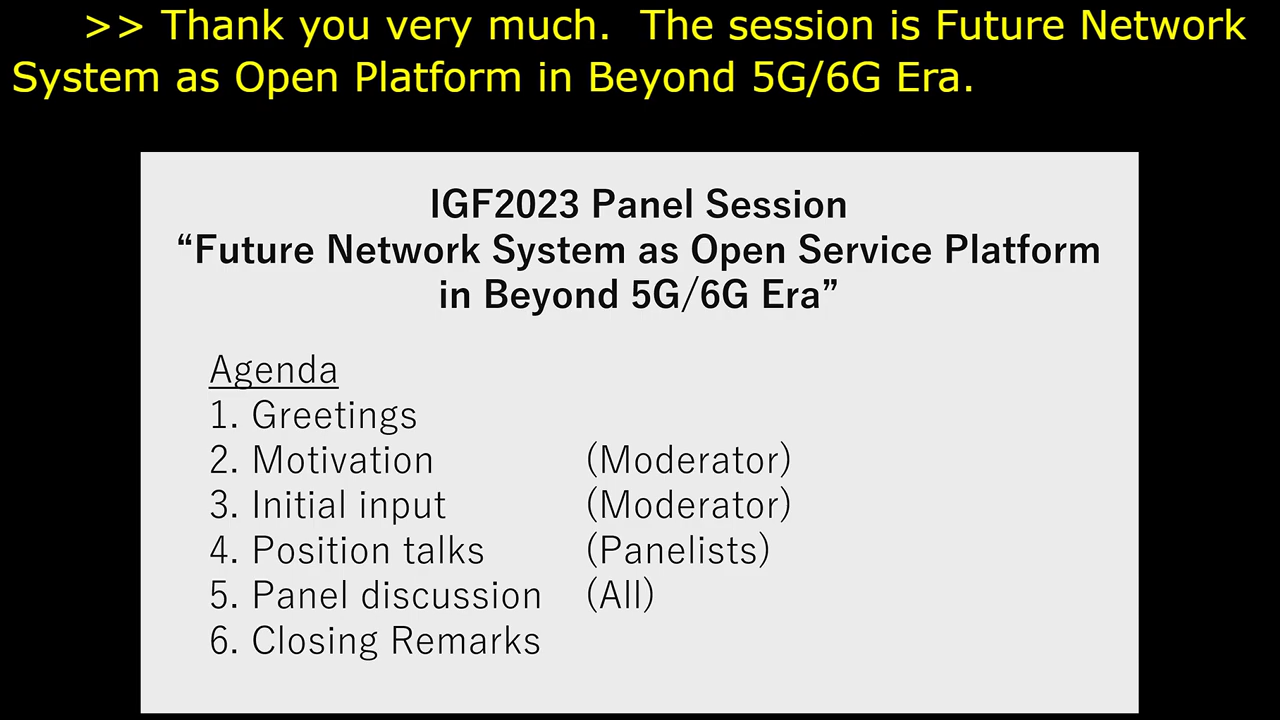 >> Thank you very much.  The session is Future Network
System as Open Platform in Beyond 5G/6G Era.
IGF2023 Panel Session
“Future Network System as Open Service Platform
in Beyond 5G/6G Era”
Agenda
1. Greetings
2. Motivation (Moderator)
3. Initial input (Moderator)
4. Position talks (Panelists)
5. Panel discussion (All)
6. Closing Remarks